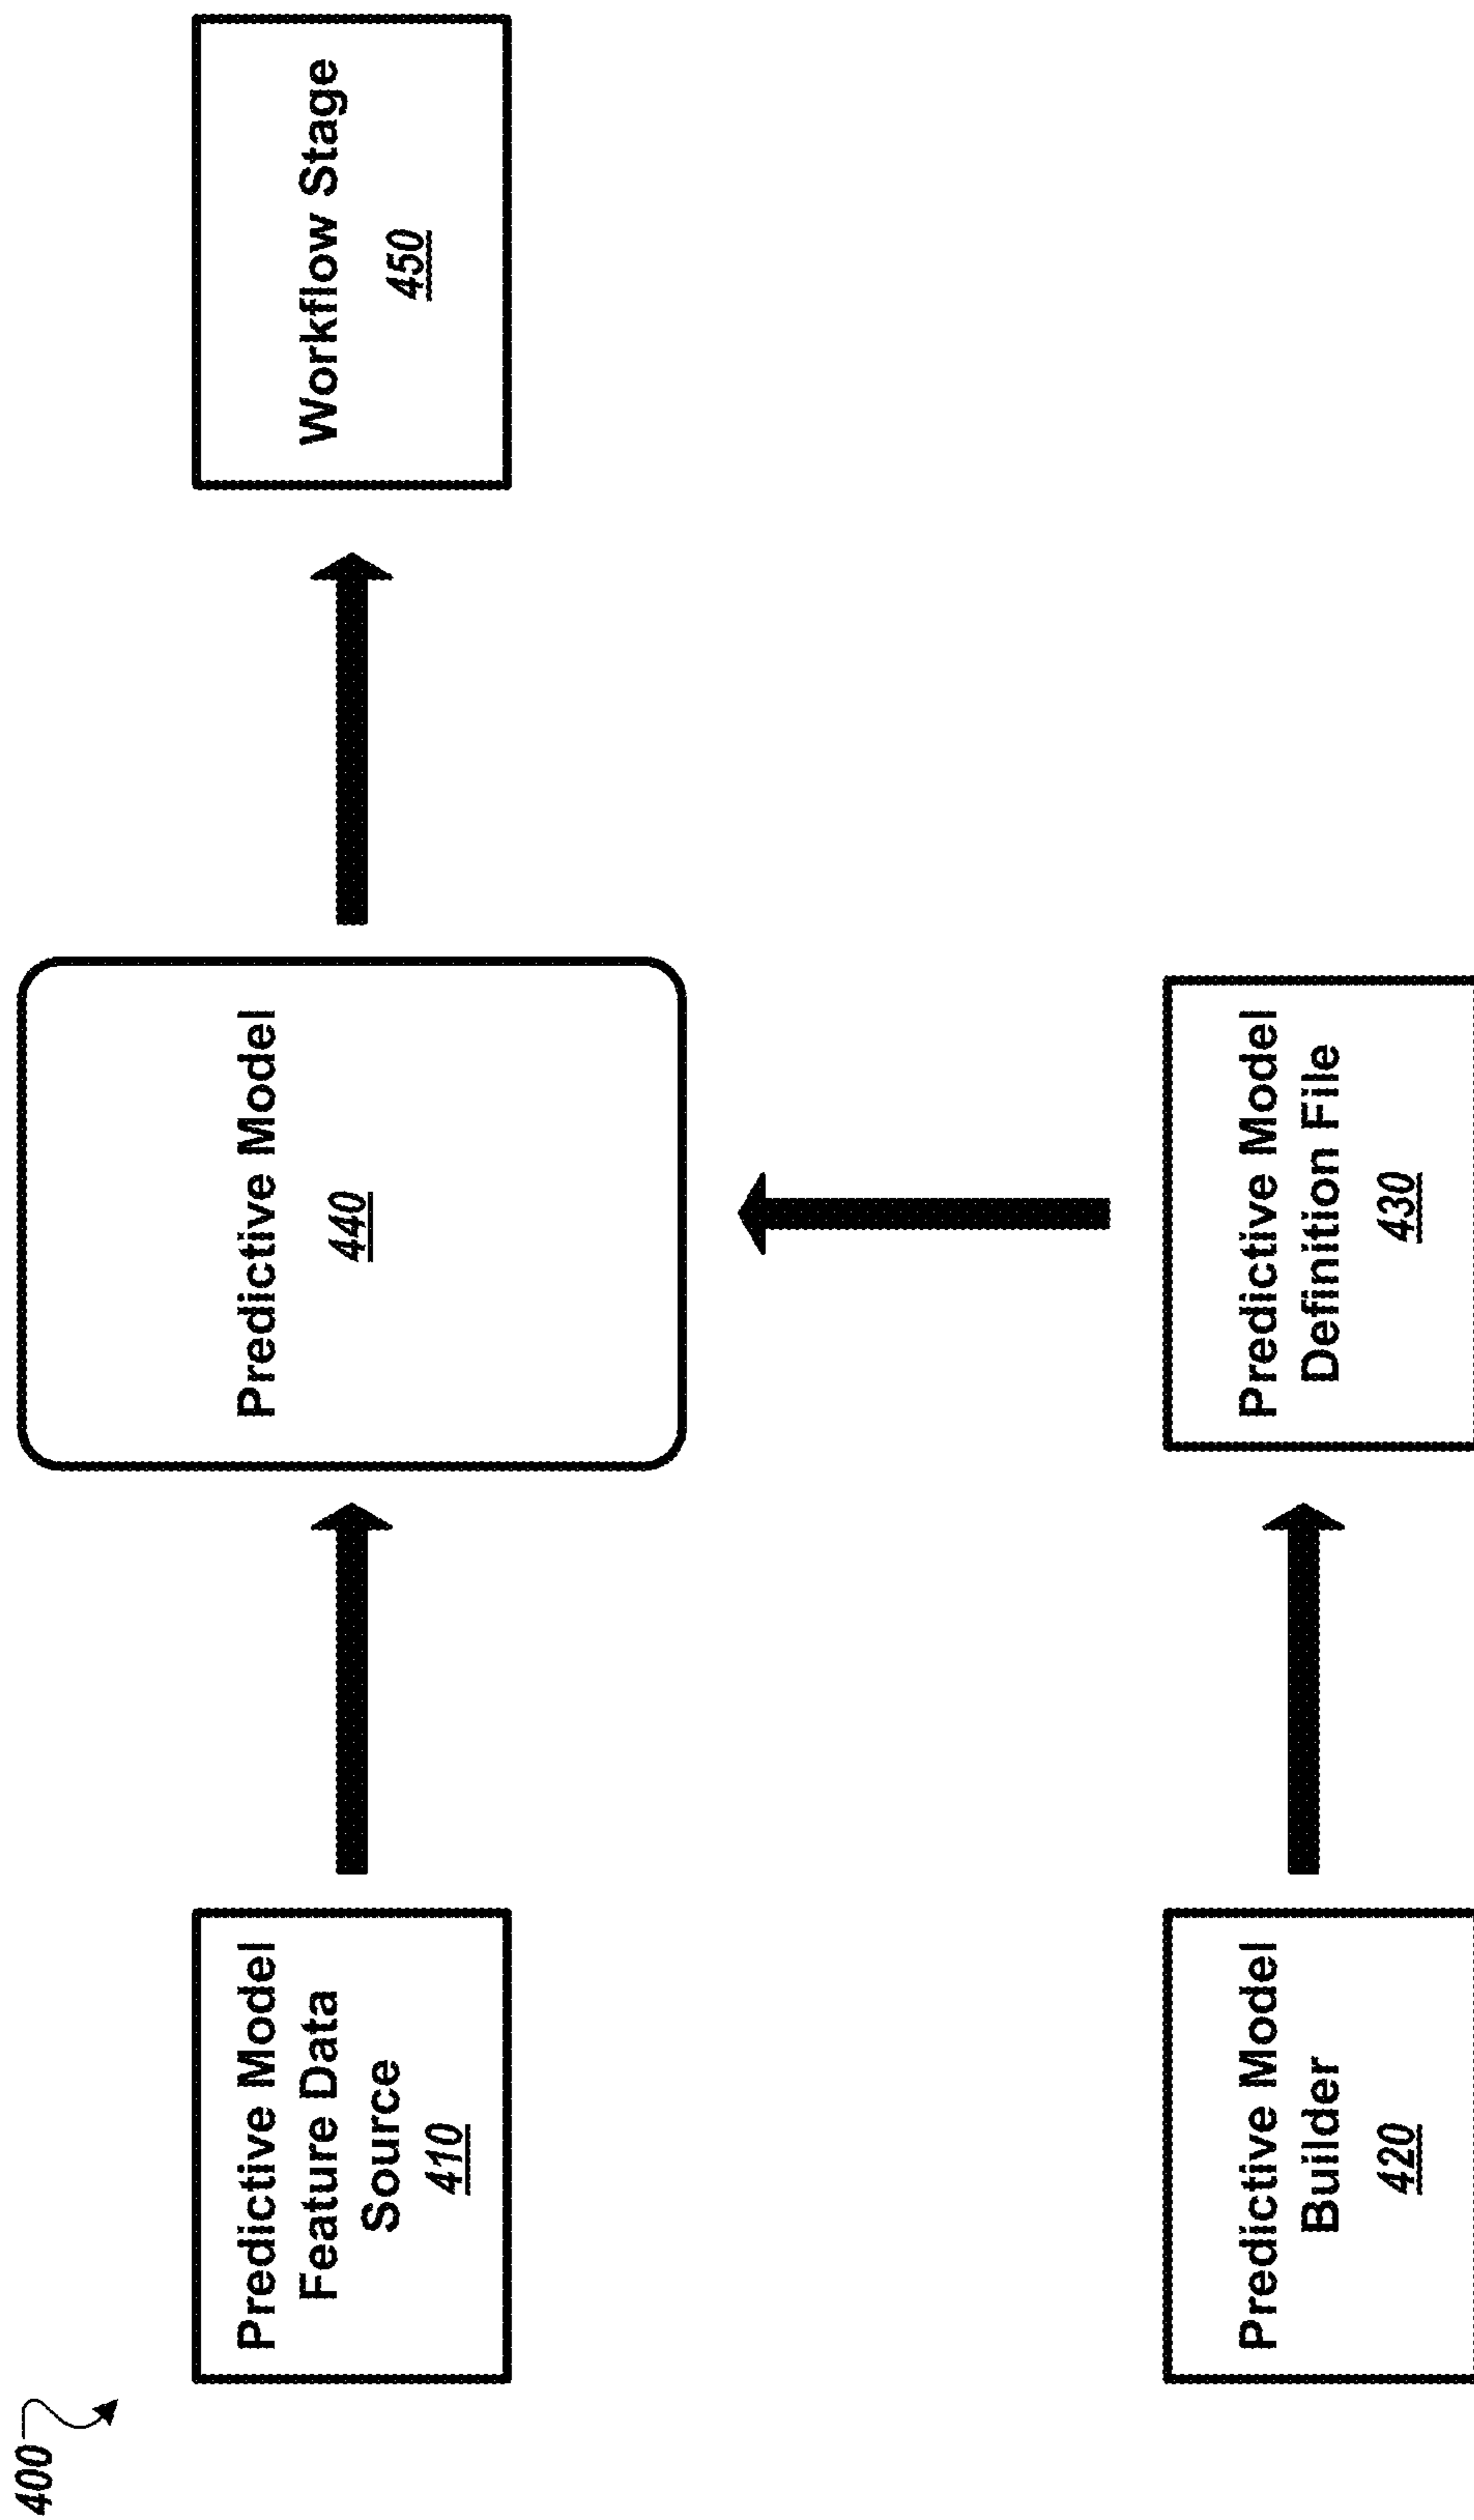 400
Predictive Model
Feature Data
Source
410
Predictive Model
440
Workflow Stage
450
Predictive Model
Builder
420
Predictive Model
Definition File
430